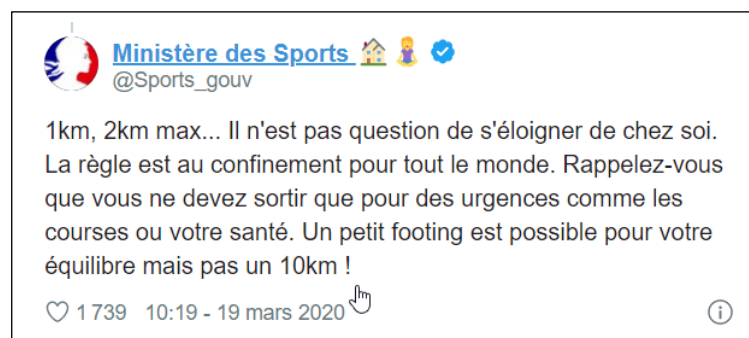 Ministère des Sports 🏠 🧘 
@Sports_gouv
1km, 2km max... Il n'est pas question de s'éloigner de chez soi.
La règle est au confinement pour tout le monde. Rappelez-vous
que vous ne devez sortir que pour des urgences comme les
courses ou votre santé. Un petit footing est possible pour votre
équilibre mais pas un 10km !
1 739 10:19 - 19 mars 2020